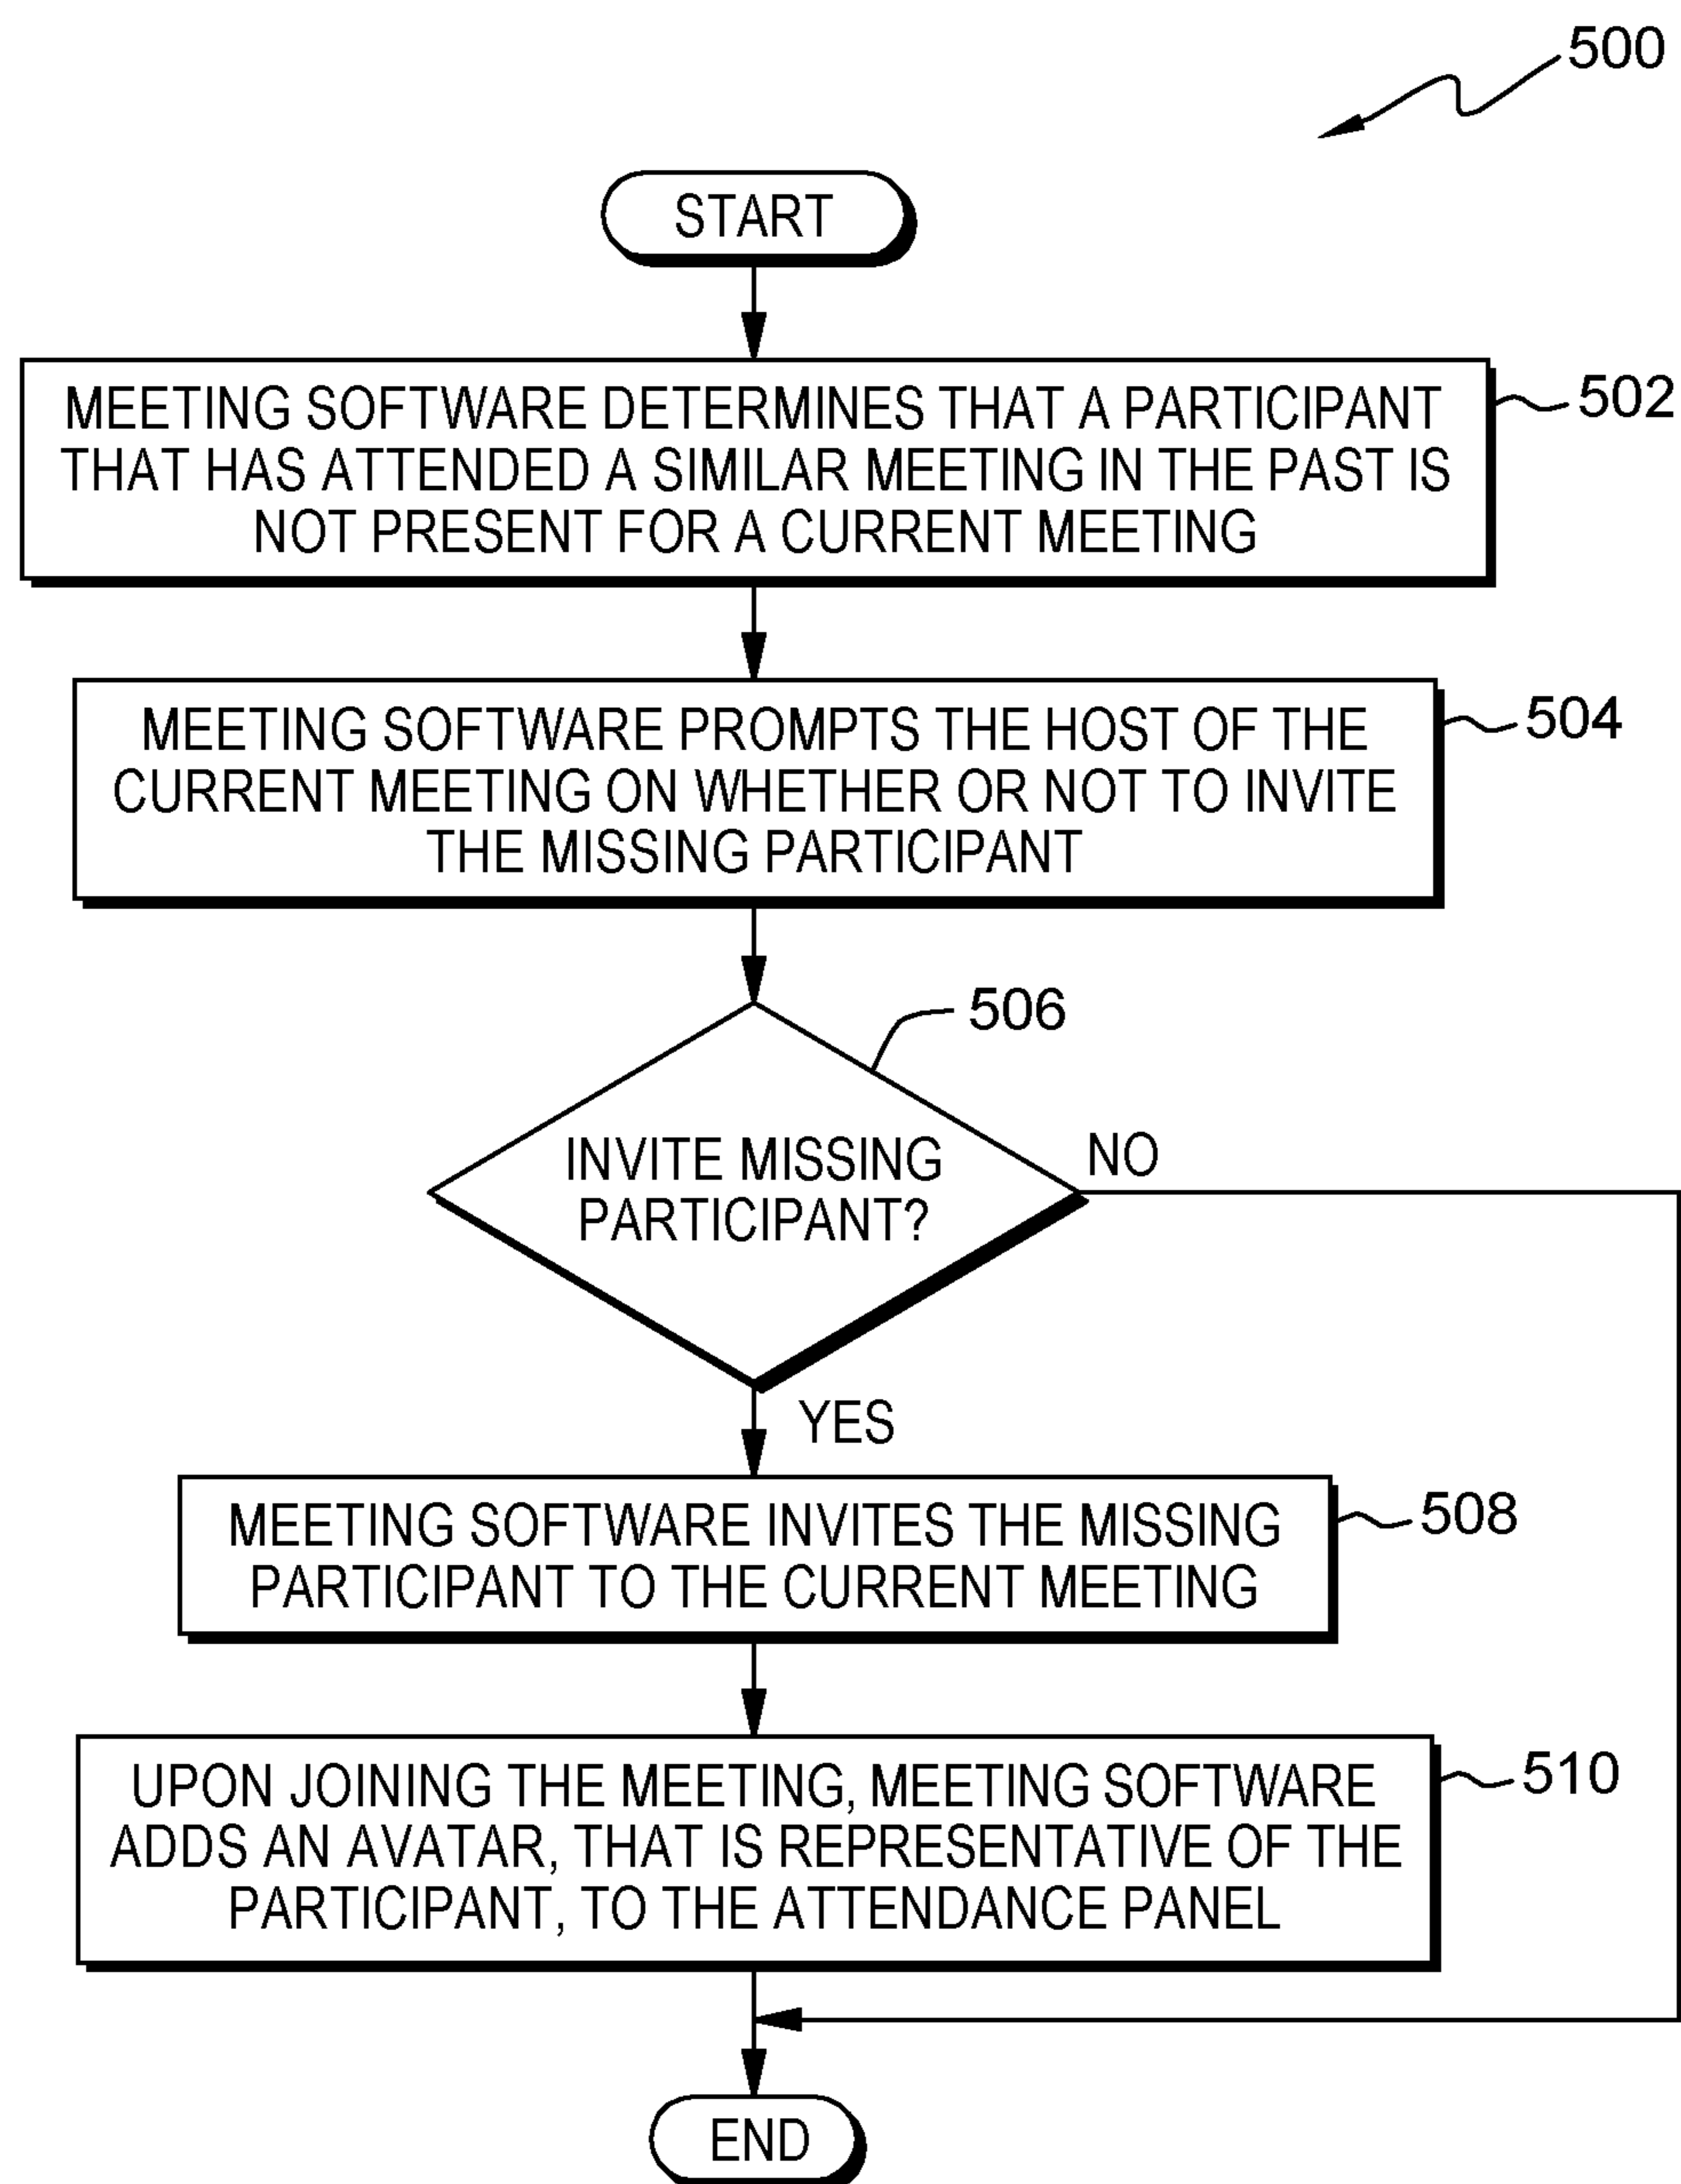 500
START
MEETING SOFTWARE DETERMINES THAT A PARTICIPANT
THAT HAS ATTENDED A SIMILAR MEETING IN THE PAST IS
NOT PRESENT FOR A CURRENT MEETING
502
MEETING SOFTWARE PROMPTS THE HOST OF THE
CURRENT MEETING ON WHETHER OR NOT TO INVITE
THE MISSING PARTICIPANT
504
506
INVITE MISSING
PARTICIPANT?
NO
YES
MEETING SOFTWARE INVITES THE MISSING
PARTICIPANT TO THE CURRENT MEETING
508
UPON JOINING THE MEETING, MEETING SOFTWARE
ADDS AN AVATAR, THAT IS REPRESENTATIVE OF THE
PARTICIPANT, TO THE ATTENDANCE PANEL
510
END